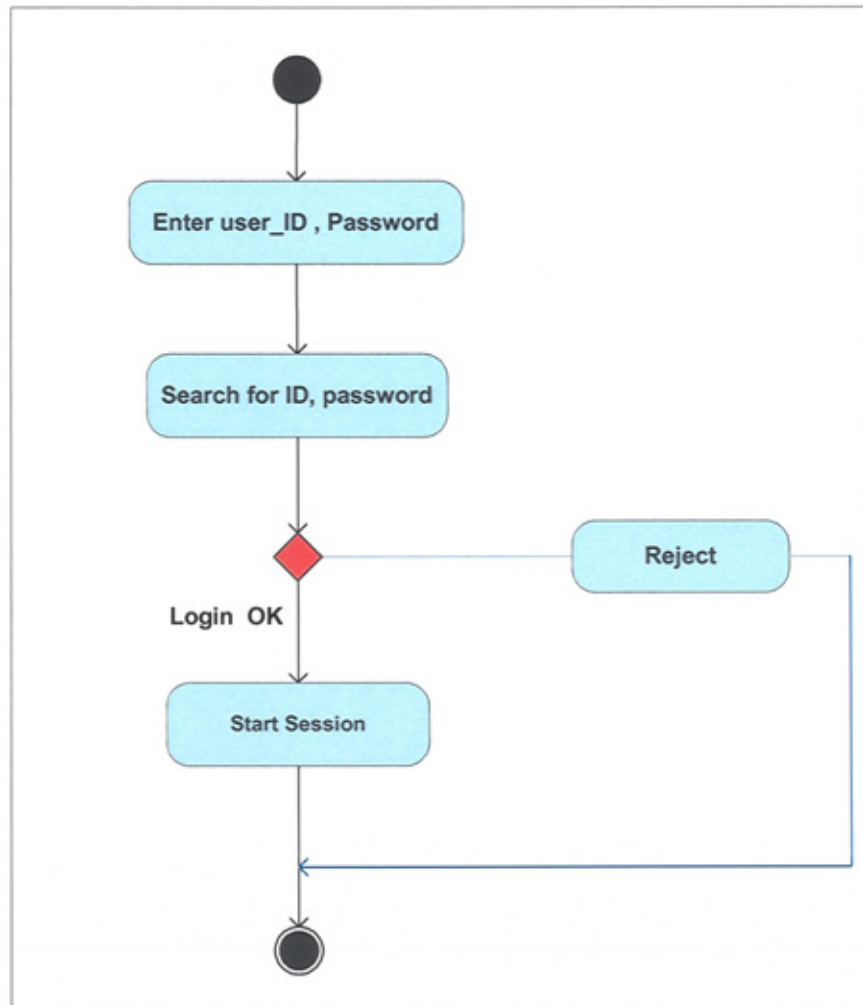 Enter user_ID , Password
Search for ID, password
Reject
Login OK
Start Session